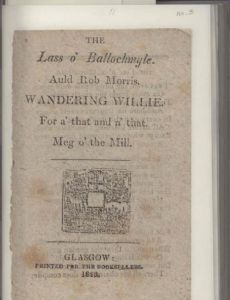 THE
Lass o' Ballochmyle.
Auld Rob Morris.
WANDERING WILLIE.
For a' that and a' that.
Meg o' the Mill.
GLASGOW:
PRINTED FOR THE BOOKSELLERS.